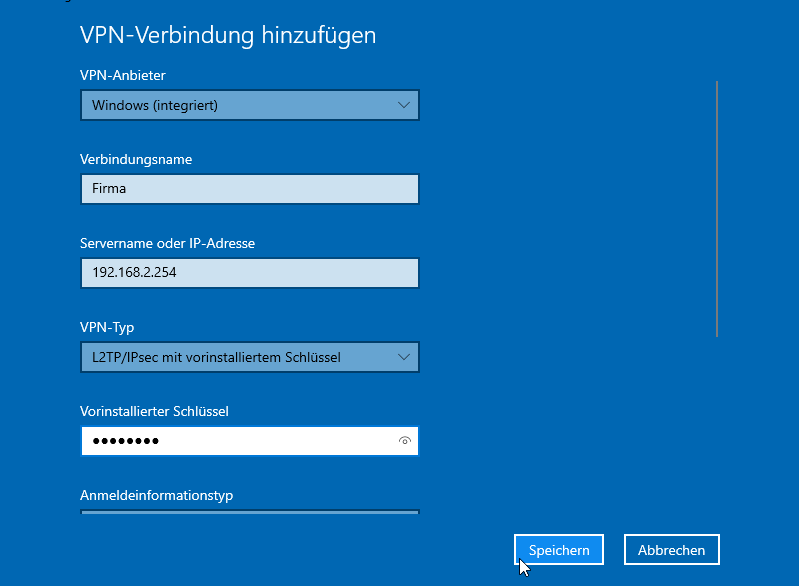 VPN-Verbindung hinzufügen
VPN-Anbieter
Windows (integriert)
Verbindungsname
Firma
Servername oder IP-Adresse
192.168.2.254
VPN-Typ
L2TP/IPsec mit vorinstalliertem Schlüssel
Vorinstallierter Schlüssel
●●●●●●●●
Anmeldeinformationstyp
Speichern
Abbrechen